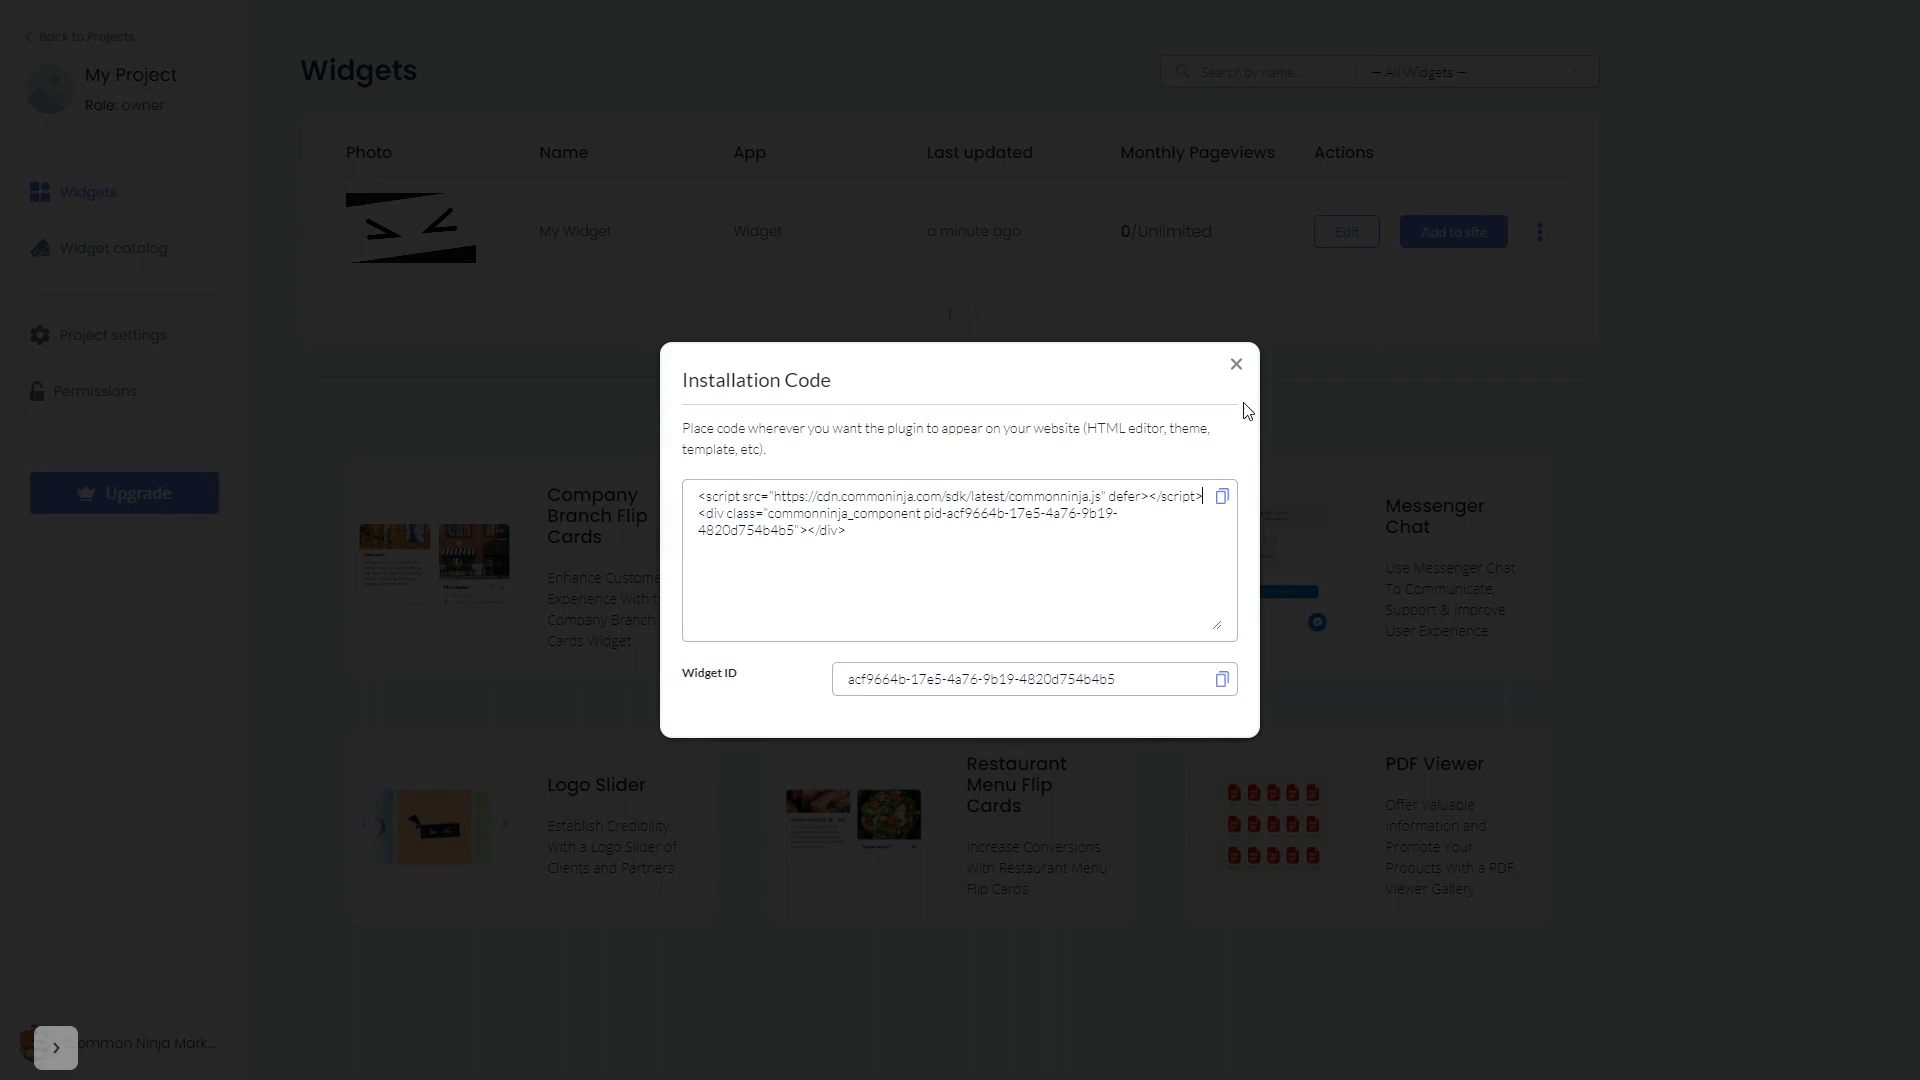 Back to Projects
My Project
Role: owner
Widgets
Widget catalog
Project settings
Permissions
Upgrade
Common Ninja Mark...
Widgets
Search by name...
— All Widgets —
Photo
Name
App
Last updated
Monthly Pageviews
Actions
My Widget
Widget
a minute ago
0/Unlimited
Edit
Add to site
1
Installation Code
Place code wherever you want the plugin to appear on your website (HTML editor, theme,
template, etc).
<script src="https://cdn.commoninja.com/sdk/latest/commonninja.js" defer></script>
<div class="commonninja_component pid-acf9664b-17e5-4a76-9b19-
4820d754b4b5"></div>
Widget ID
acf9664b-17e5-4a76-9b19-4820d754b4b5
Company
Branch Flip
Cards
Enhance Custome
Experience With t
Company Branch
Cards Widget
Messenger
Chat
Use Messenger Chat
To Communicate,
Support & Improve
User Experience
Logo Slider
Establish Credibility
With a Logo Slider of
Clients and Partners
Restaurant
Menu Flip
Cards
Increase Conversions
With Restaurant Menu
Flip Cards
PDF Viewer
Offer Valuable
Information and
Promote Your
Products With a PDF
Viewer Gallery